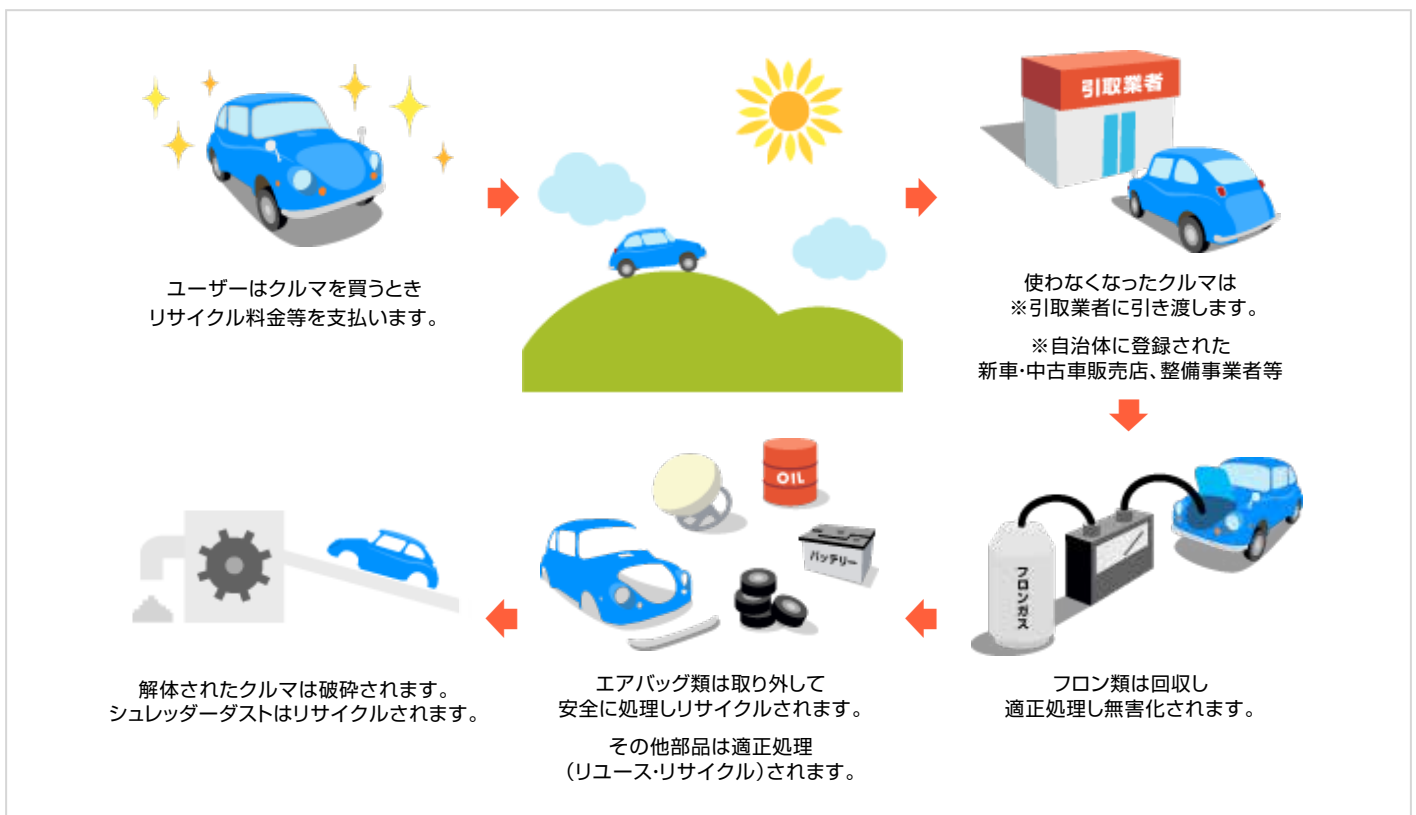 ユーザーはクルマを買うとき
リサイクル料金等を支払います。
引取業者
使わなくなったクルマは
※引取業者に引き渡します。
※自治体に登録された
新車・中古車販売店、整備事業者等
フロンガス
フロン類は回収し
適正処理し無害化されます。
OIL
バッテリー
エアバッグ類は取り外して
安全に処理しリサイクルされます。
その他部品は適正処理
（リユース・リサイクル）されます。
解体されたクルマは破砕されます。
シュレッダーダストはリサイクルされます。